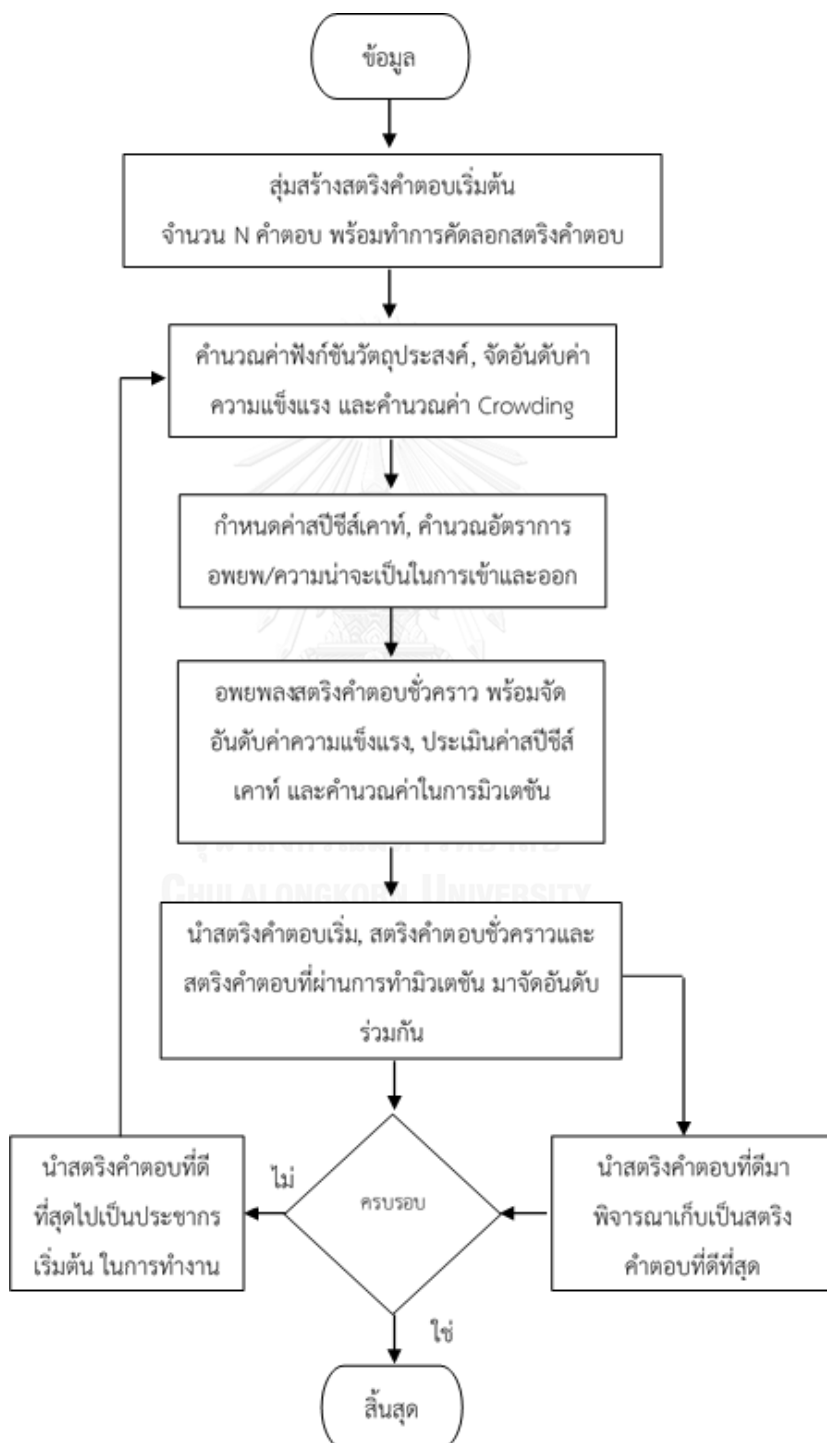 ข้อมูล
สุ่มสร้างสตริงคำตอบเริ่มต้น
จำนวน N คำตอบ พร้อมทำการคัดลอกสตริงคำตอบ
คำนวณค่าฟังก์ชันวัตถุประสงค์, จัดอันดับค่า
ความแข็งแรง และคำนวณค่า Crowding
กำหนดค่าสปีชีส์เคาท์, คำนวณอัตราการ
อพยพ/ความน่าจะเป็นในการเข้าและออก
อพยพลงสตริงคำตอบชั่วคราว พร้อมจัด
อันดับค่าความแข็งแรง, ประเมินค่าสปีชีส์
เคาท์ และคำนวณค่าในการมิวเตชัน
CHULALONGKORN UNIVERSITY
นำสตริงคำตอบเริ่ม, สตริงคำตอบชั่วคราวและ
สตริงคำตอบที่ผ่านการทำมิวเตชัน มาจัดอันดับ
ร่วมกัน
นำสตริงคำตอบที่ดี
ที่สุดไปเป็นประชากร
เริ่มต้น ในการทำงาน
ไม่
ครบรอบ
นำสตริงคำตอบที่ดีมา
พิจารณาเก็บเป็นสตริง
คำตอบที่ดีที่สุด
ใช่
สิ้นสุด